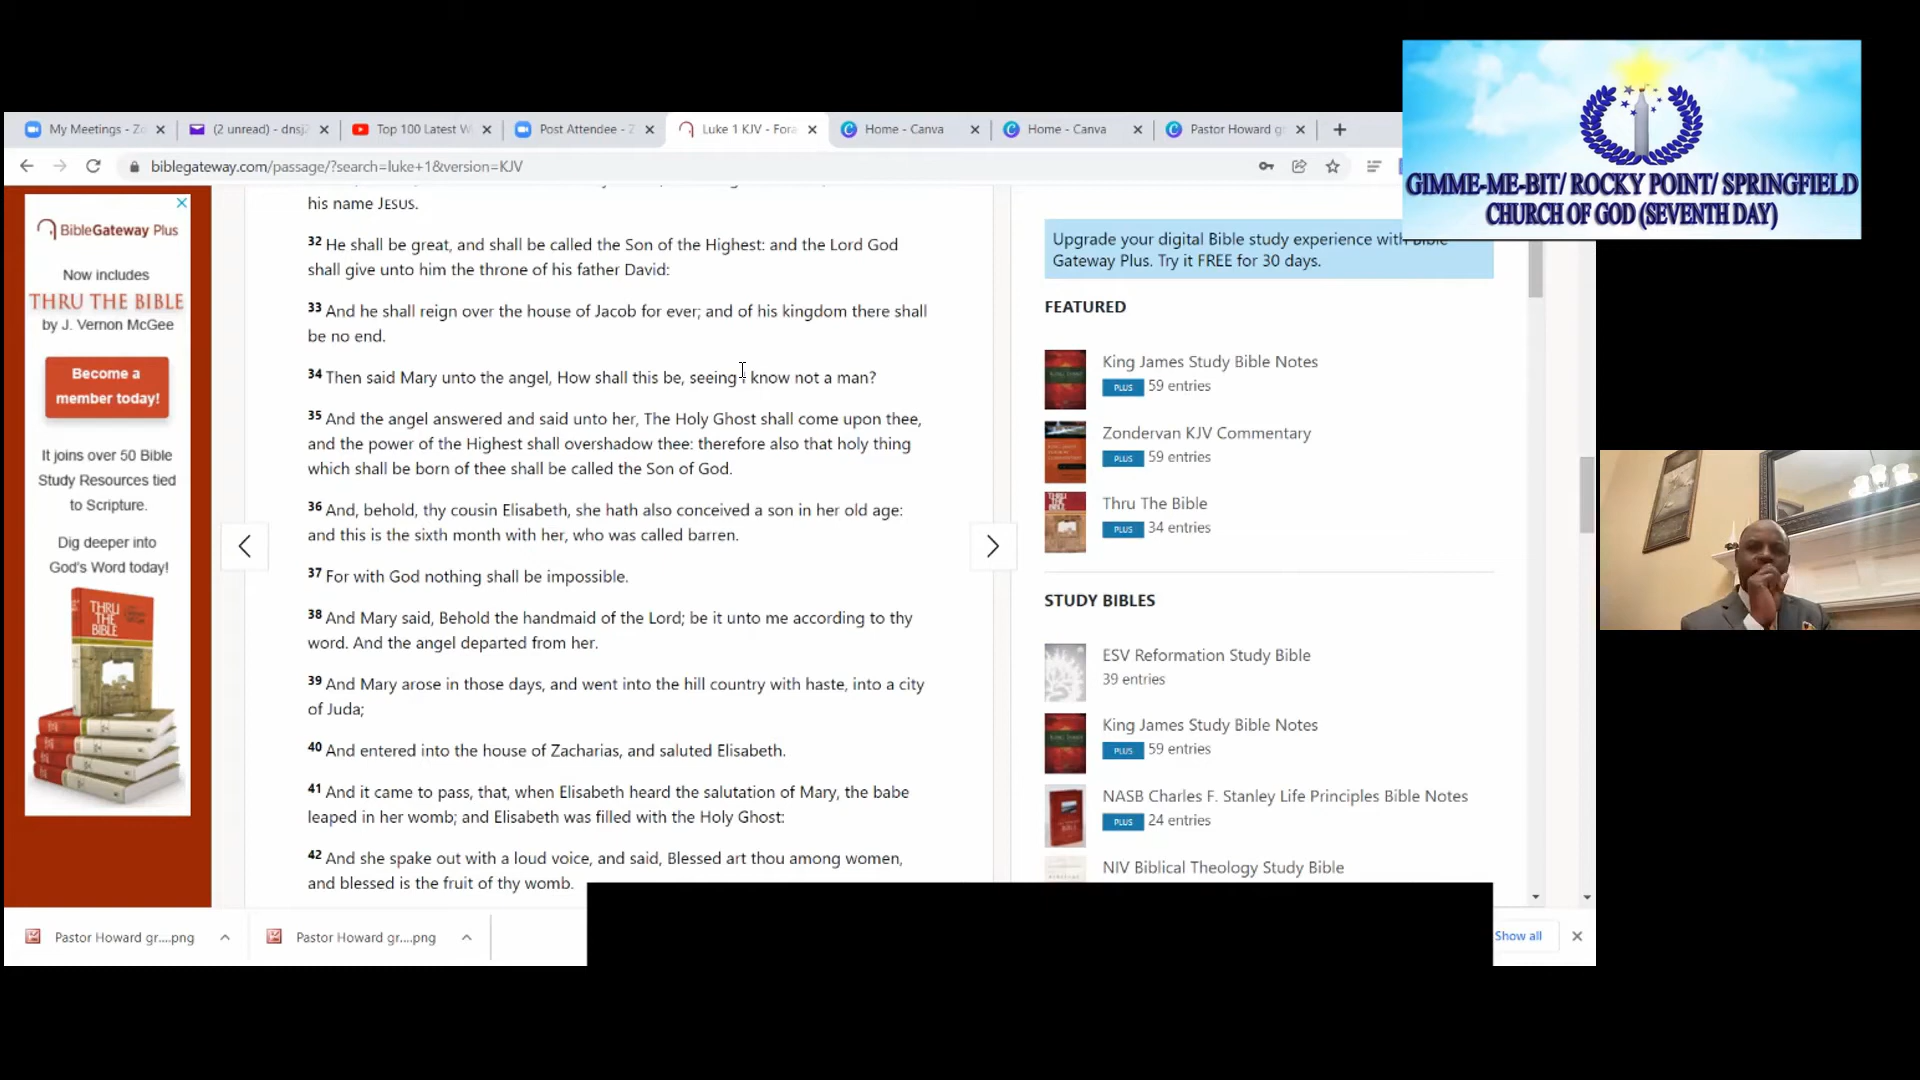 GIMME-ME-BIT/ ROCKY POINT/ SPRINGFIELD
CHURCH OF GOD (SEVENTH DAY)
My Meetings - Zo
(2 unread) - dnsj2
Top 100 Latest W
Post Attendee - Z
Luke 1 KJV - Fora
Home - Canva
Home - Canva
Pastor Howard gr
biblegateway.com/passage/?search=luke+1&version=KJV
BibleGateway Plus
Now includes
THRU THE BIBLE
by J. Vernon McGee
Become a
member today!
It joins over 50 Bible
Study Resources tied
to Scripture.
Dig deeper into
God's Word today!
THRU
THE
BIBLE
his name JESUS.
32 He shall be great, and shall be called the Son of the Highest: and the Lord God
shall give unto him the throne of his father David:
33 And he shall reign over the house of Jacob for ever; and of his kingdom there shall
be no end.
34 Then said Mary unto the angel, How shall this be, seeing I know not a man?
35 And the angel answered and said unto her, The Holy Ghost shall come upon thee,
and the power of the Highest shall overshadow thee: therefore also that holy thing
which shall be born of thee shall be called the Son of God.
36 And, behold, thy cousin Elisabeth, she hath also conceived a son in her old age:
and this is the sixth month with her, who was called barren.
37 For with God nothing shall be impossible.
38 And Mary said, Behold the handmaid of the Lord; be it unto me according to thy
word. And the angel departed from her.
39 And Mary arose in those days, and went into the hill country with haste, into a city
of Juda;
40 And entered into the house of Zacharias, and saluted Elisabeth.
41 And it came to pass, that, when Elisabeth heard the salutation of Mary, the babe
leaped in her womb; and Elisabeth was filled with the Holy Ghost:
42 And she spake out with a loud voice, and said, Blessed art thou among women,
and blessed is the fruit of thy womb.
Upgrade your digital Bible study experience with Bible
Gateway Plus. Try it FREE for 30 days.
FEATURED
King James Study Bible Notes
PLUS 59 entries
Zondervan KJV Commentary
PLUS 59 entries
Thru The Bible
PLUS 34 entries
STUDY BIBLES
ESV Reformation Study Bible
39 entries
King James Study Bible Notes
PLUS 59 entries
NASB Charles F. Stanley Life Principles Bible Notes
PLUS 24 entries
NIV Biblical Theology Study Bible
Pastor Howard gr....png
Pastor Howard gr....png
Show all